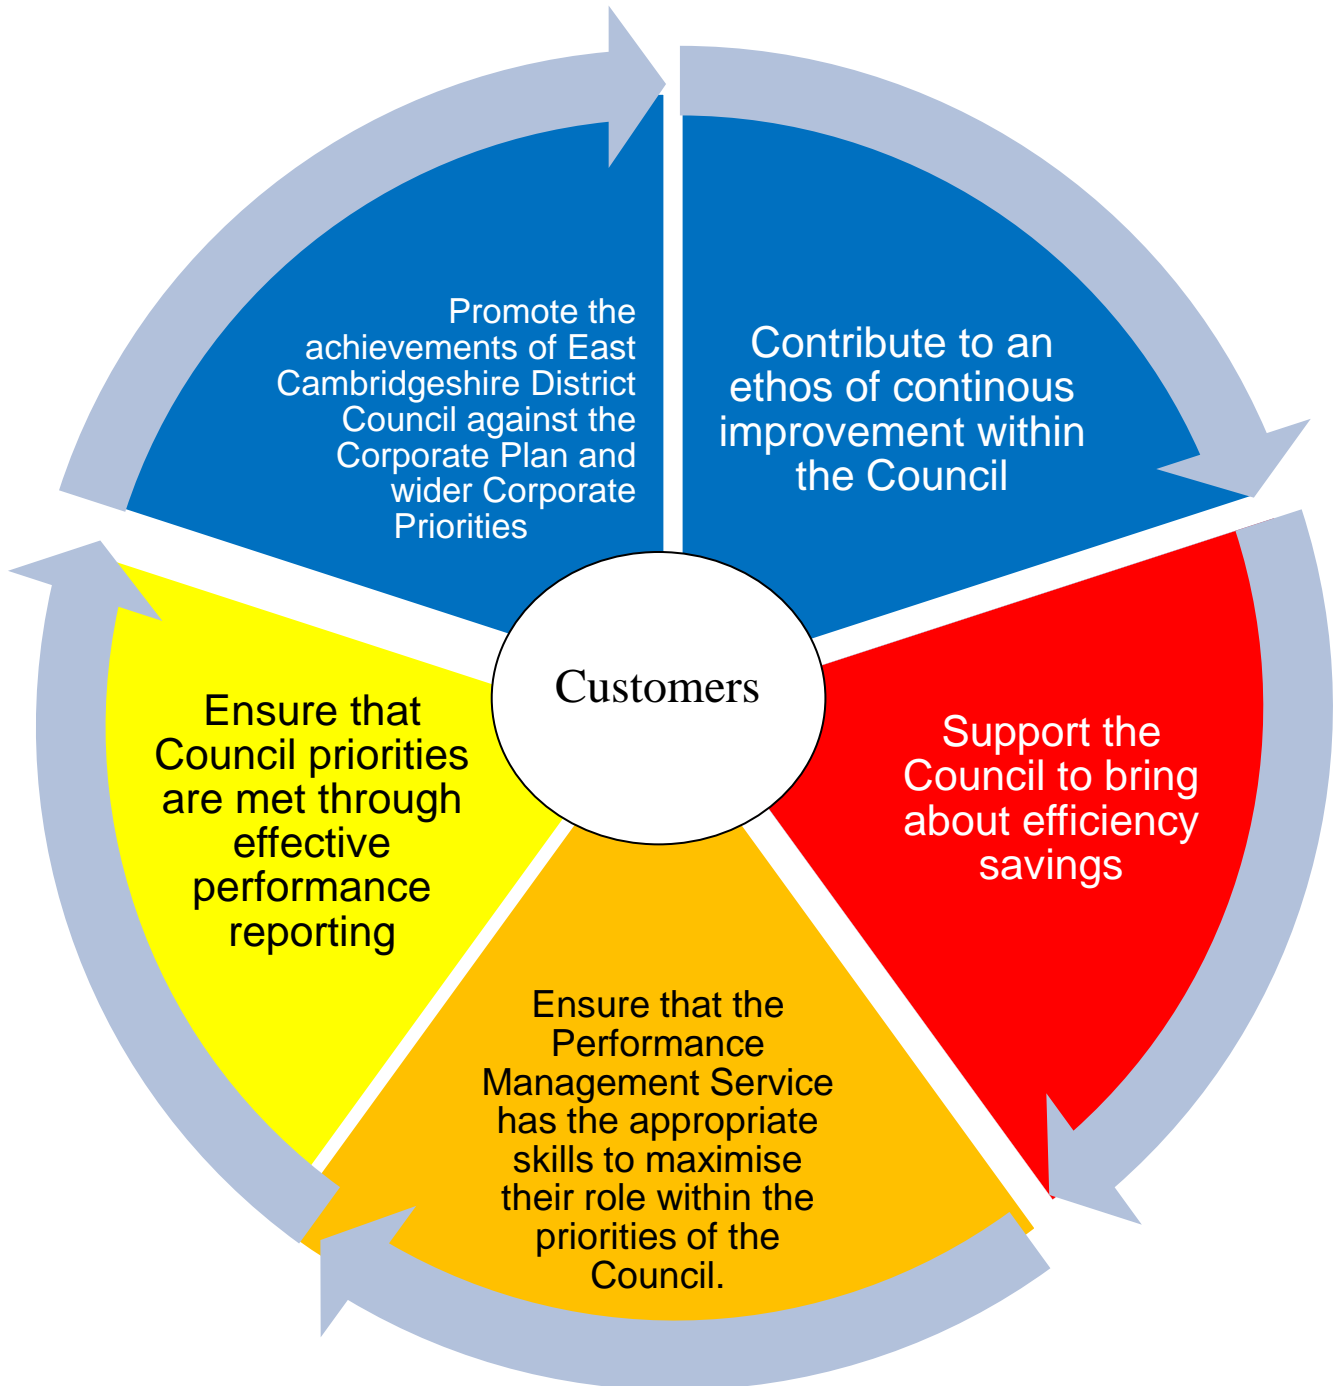 Promote the
achievements of East
Cambridgeshire District
Council against the
Corporate Plan and
wider Corporate
Priorities
Contribute to an
ethos of continous
improvement within
the Council
Customers
Support the
Council to bring
about efficiency
savings
Ensure that the
Performance
Management Service
has the appropriate
skills to maximise
their role within the
priorities of the
Council.
Ensure that
Council priorities
are met through
effective
performance
reporting